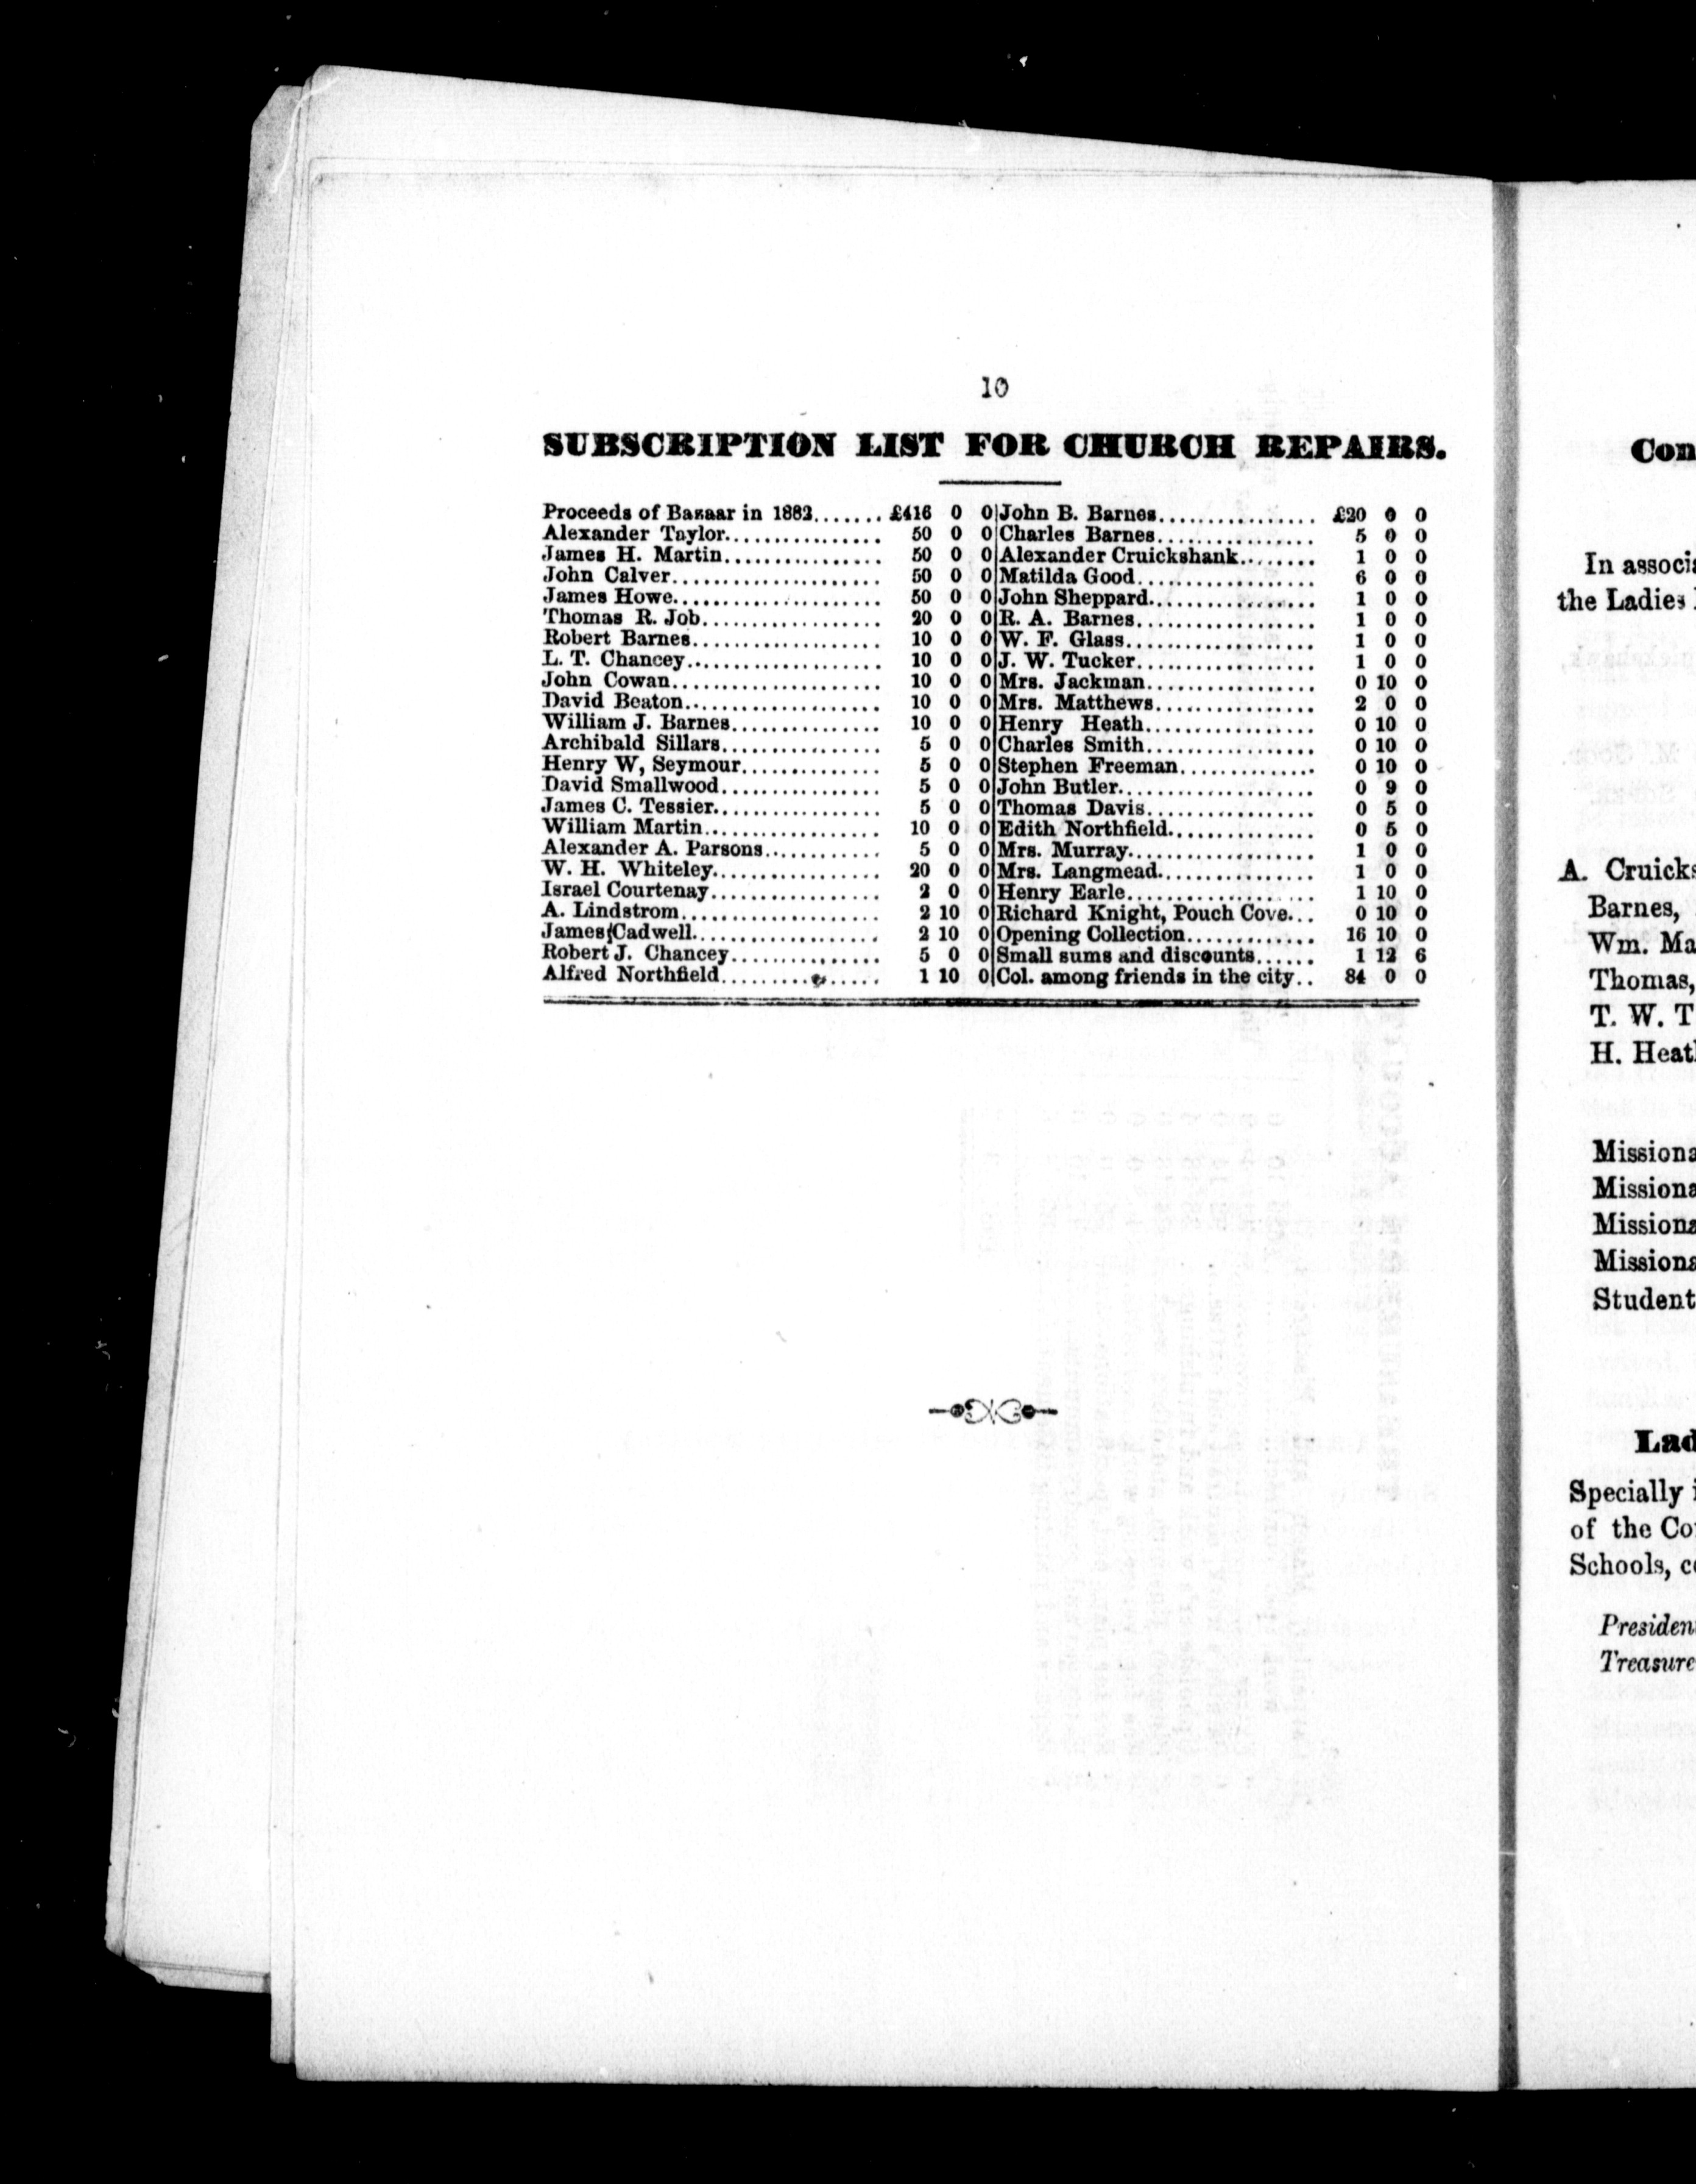 10
SUBSCRIPTION LIST FOR CHURCH REPAIRS.
Proceeds of Bazaar in 1882....... £416 0 0
Alexander Taylor................ 50 0 0
James H. Martin................ 50 0 0
John Calver..................... 50 0 0
James Howe..................... 50 0 0
Thomas R. Job.................. 20 0 0
Robert Barnes................... 10 0 0
L. T. Chancey.................... 10 0 0
John Cowan..................... 10 0 0
David Beaton.................... 10 0 0
William J. Barnes............... 10 0 0
Archibald Sillars................ 5 0 0
Henry W, Seymour.............. 5 0 0
David Smallwood................ 5 0 0
James C. Tessier................. 5 0 0
William Martin.................. 10 0 0
Alexander A. Parsons............ 5 0 0
W. H. Whiteley................. 20 0 0
Israel Courtenay................. 2 0 0
A. Lindstrom.................... 2 10 0
James Cadwell................... 2 10 0
Robert J. Chancey............... 5 0 0
Alfred Northfield................ 1 10 0
John B. Barnes................ £20 0 0
Charles Barnes................ 5 0 0
Alexander Cruickshank........ 1 0 0
Matilda Good.................. 6 0 0
John Sheppard................. 1 0 0
R. A. Barnes.................. 1 0 0
W. F. Glass................... 1 0 0
J. W. Tucker.................. 1 0 0
Mrs. Jackman................. 0 10 0
Mrs. Matthews................ 2 0 0
Henry Heath................. 0 10 0
Charles Smith................. 0 10 0
Stephen Freeman............. 0 10 0
John Butler.................... 0 9 0
Thomas Davis................. 0 5 0
Edith Northfield............... 0 5 0
Mrs. Murray................... 1 0 0
Mrs. Langmead................ 1 0 0
Henry Earle................... 1 10 0
Richard Knight, Pouch Cove... 0 10 0
Opening Collection............. 16 10 0
Small sums and discounts...... 1 12 6
Col. among friends in the city.. 84 0 0
Con
In associa
the Ladies
A. Cruicks
Barnes,
Wm. Ma
Thomas,
T. W. T
H. Heat
Missiona
Missiona
Missiona
Missiona
Student
Lad
Specially i
of the Co
Schools, c
Presiden
Treasure